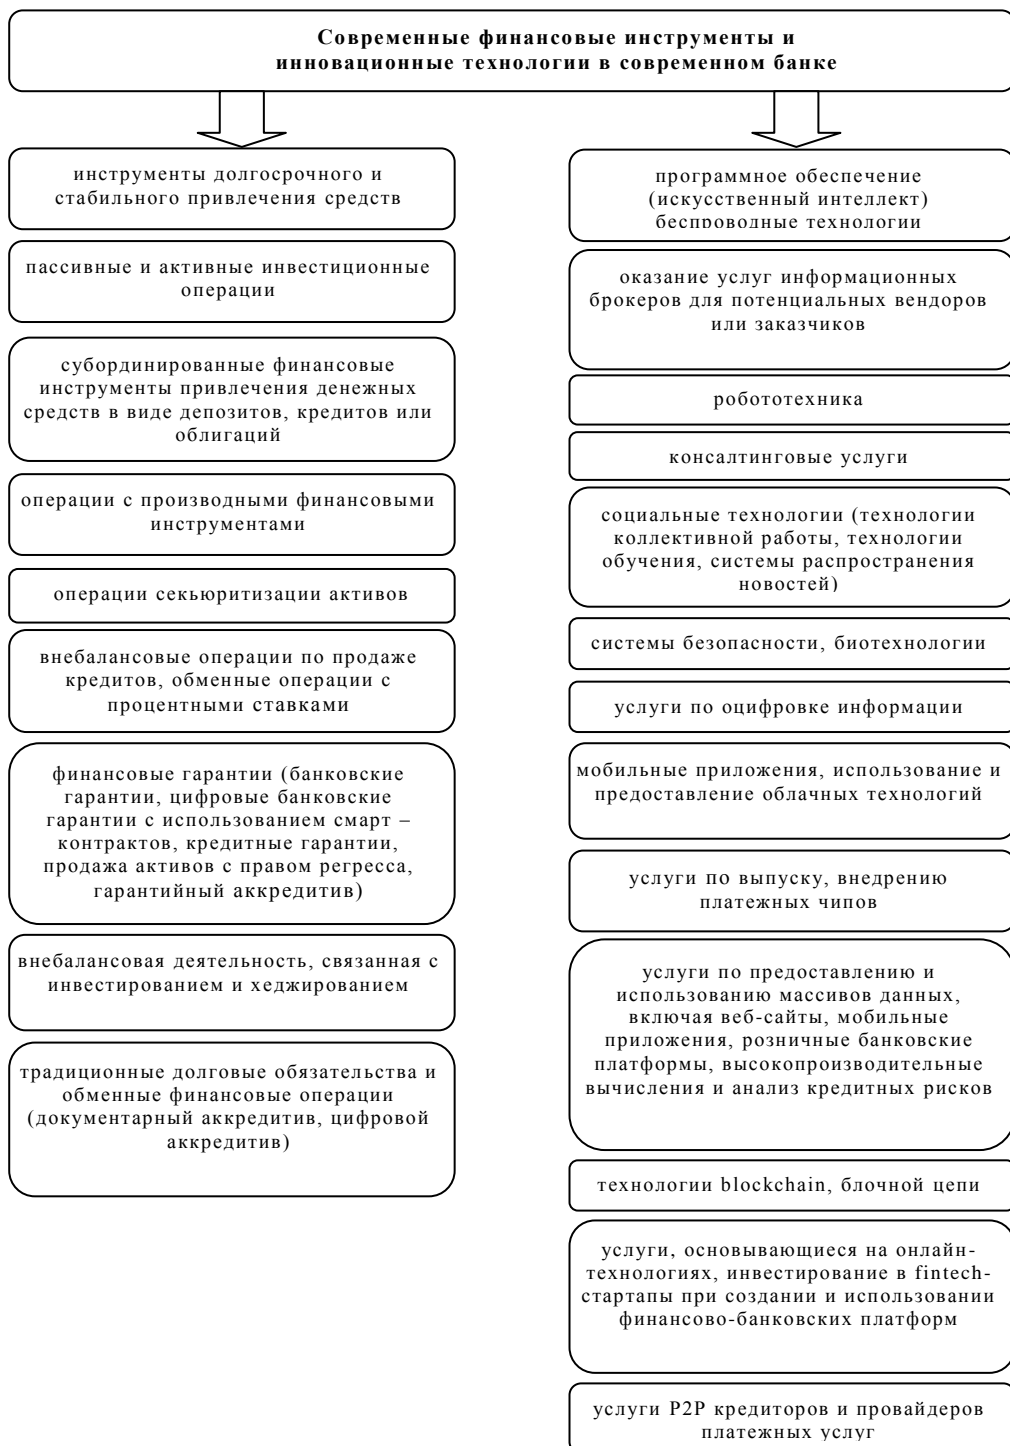 Современные финансовые инструменты и
инновационные технологии в современном банке
инструменты долгосрочного и
стабильного привлечения средств
пассивные и активные инвестиционные
операции
субординированные финансовые
инструменты привлечения денежных
средств в виде депозитов, кредитов или
облигаций
операции с производными финансовыми
инструментами
операции секьюритизации активов
внебалансовые операции по продаже
кредитов, обменные операции с
процентными ставками
финансовые гарантии (банковские
гарантии, цифровые банковские
гарантии с использованием смарт –
контрактов, кредитные гарантии,
продажа активов с правом регресса,
гарантийный аккредитив)
внебалансовая деятельность, связанная с
инвестированием и хеджированием
традиционные долговые обязательства и
обменные финансовые операции
(документарный аккредитив, цифровой
аккредитив)
программное обеспечение
(искусственный интеллект)
беспроводные технологии
оказание услуг информационных
брокеров для потенциальных вендоров
или заказчиков
робототехника
консалтинговые услуги
социальные технологии (технологии
коллективной работы, технологии
обучения, системы распространения
новостей)
системы безопасности, биотехнологии
услуги по оцифровке информации
мобильные приложения, использование и
предоставление облачных технологий
услуги по выпуску, внедрению
платежных чипов
услуги по предоставлению и
использованию массивов данных,
включая веб-сайты, мобильные
приложения, розничные банковские
платформы, высокопроизводительные
вычисления и анализ кредитных рисков
технологии blockchain, блочной цепи
услуги, основывающиеся на онлайн-
технологиях, инвестирование в fintech-
стартапы при создании и использовании
финансово-банковских платформ
услуги P2P кредиторов и провайдеров
платежных услуг